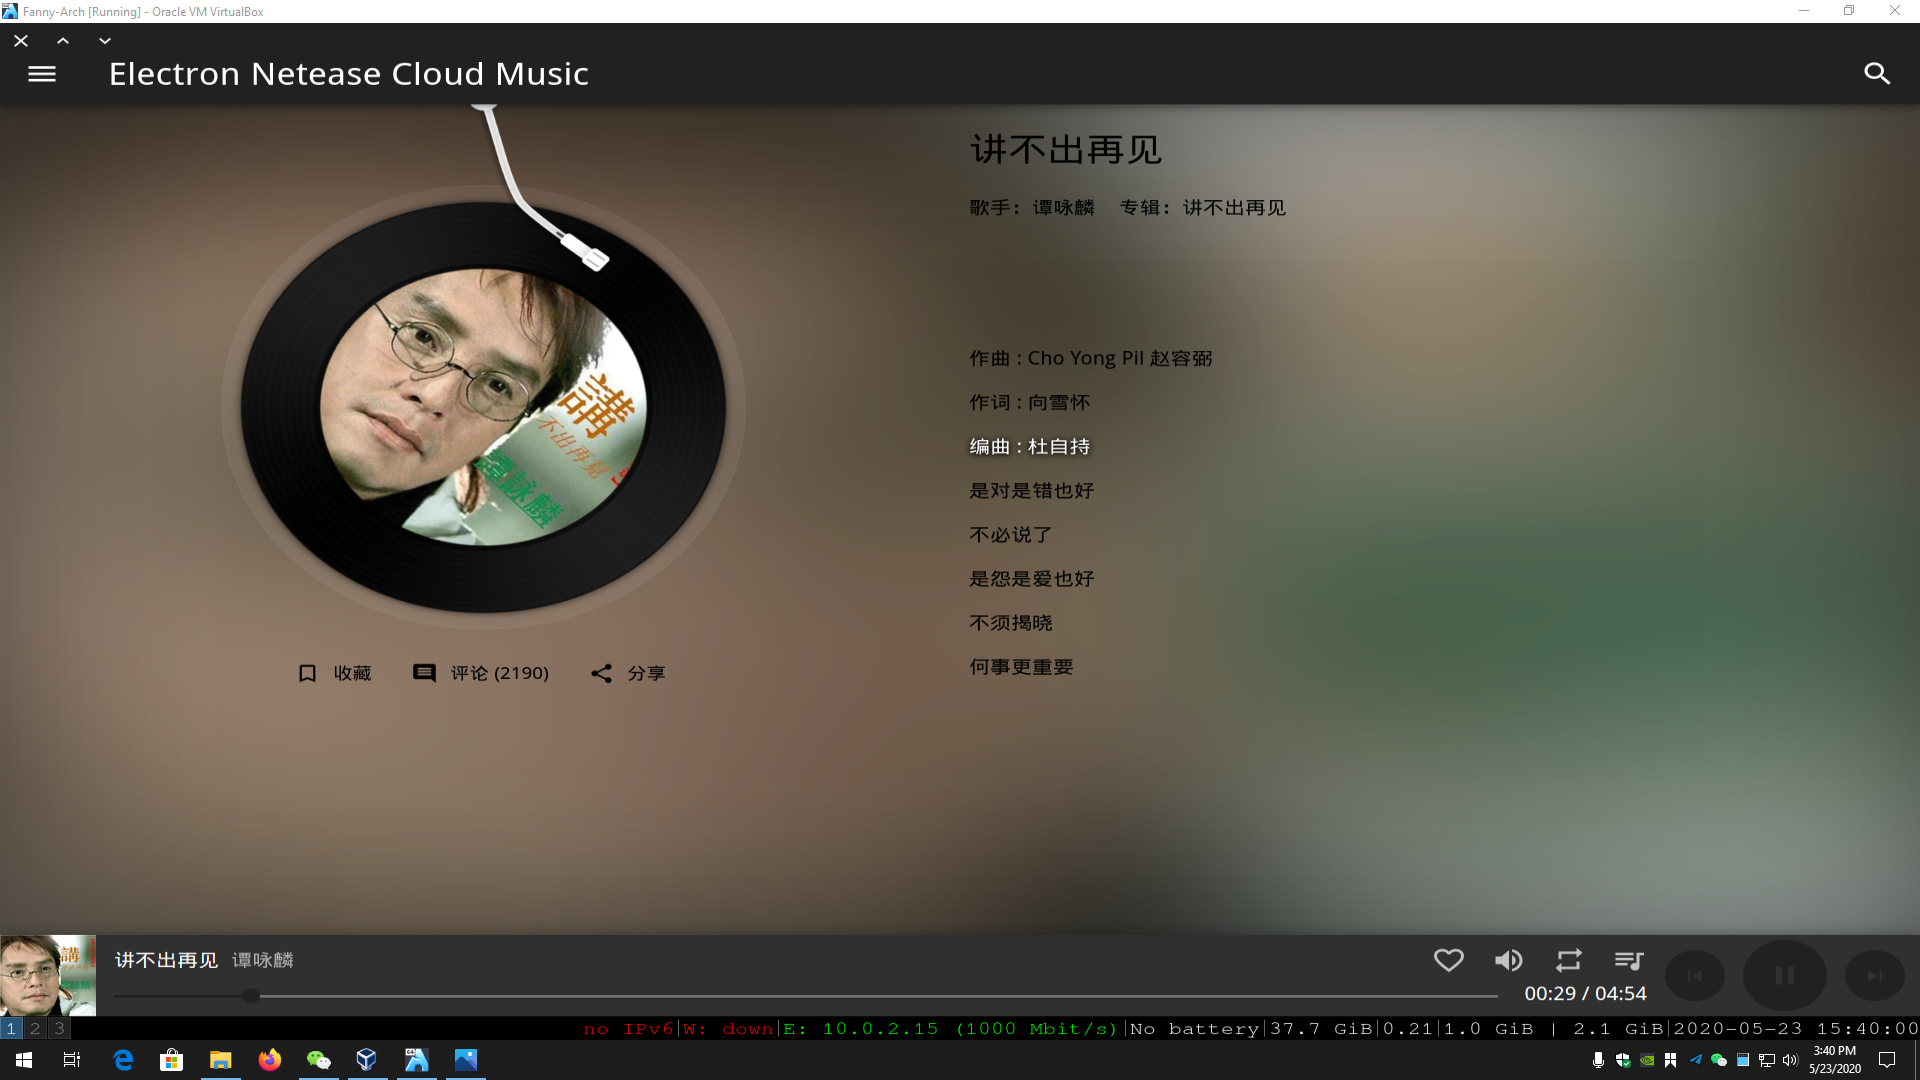 Fanny-Arch [Running] - Oracle VM VirtualBox
Electron Netease Cloud Music
讲不出再见
歌手：谭咏麟 专辑：讲不出再见
作曲 : Cho Yong Pil 赵容弼
作词 : 向雪怀
编曲 : 杜自持
是对是错也好
不必说了
是怨是爱也好
不须揭晓
何事更重要
講
不出再見
譚詠麟
收藏 评论 (2190) 分享
講
讲不出再见 谭咏麟
00:29 / 04:54
1 2 3
no IPv6|W: down|E: 10.0.2.15 (1000 Mbit/s)|No battery|37.7 GiB|0.21|1.0 GiB | 2.1 GiB|2020-05-23 15:40:00
3:40 PM
5/23/2020